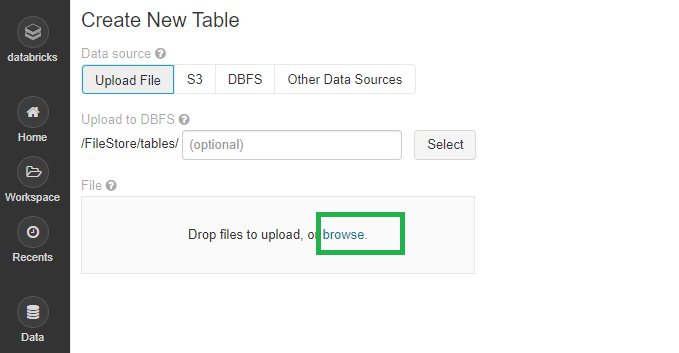 databricks
Home
Workspace
Recents
Data
Create New Table
Data source
Upload File S3 DBFS Other Data Sources
Upload to DBFS
/FileStore/tables/ (optional) Select
File
Drop files to upload, or browse.